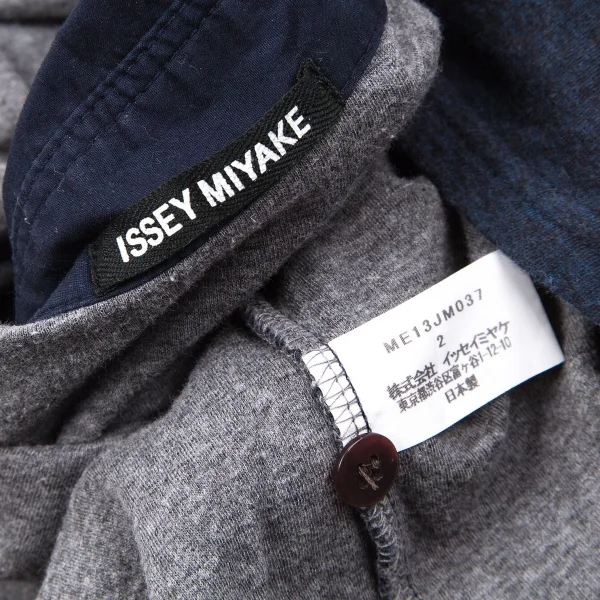 ISSEY MIYAKE
ME13JM037
2
株式会社 イッセイミヤケ
東京都渋谷区富ヶ谷1-12-10
日本製